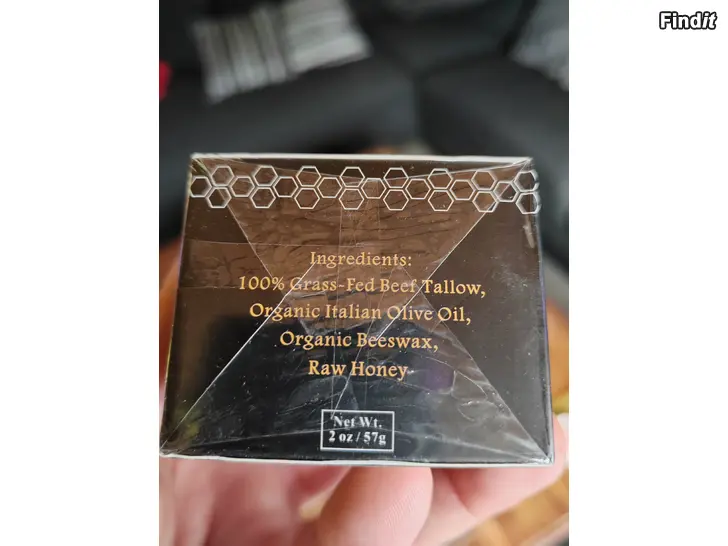 Findit
Ingredients:
100% Grass-Fed Beef Tallow,
Organic Italian Olive Oil,
Organic Beeswax,
Raw Honey
Net Wt.
2 oz / 57g